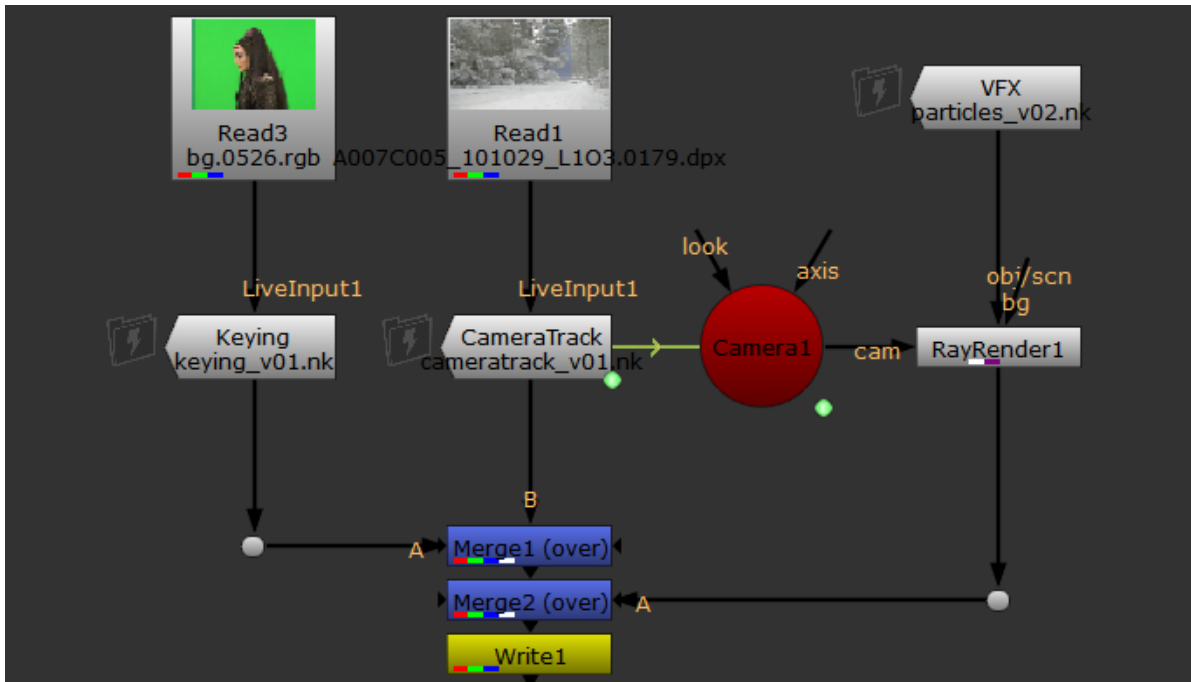 Read3
bg.0526.rgb
Read1
A007C005_101029_L1O3.0179.dpx
VFX
particles_v02.nk
look
axis
obj/scn
bg
LiveInput1
LiveInput1
Keying
keying_v01.nk
CameraTrack
cameratrack_v01.nk
Camera1
cam
RayRender1
B
A
Merge1 (over)
Merge2 (over)
A
Write1